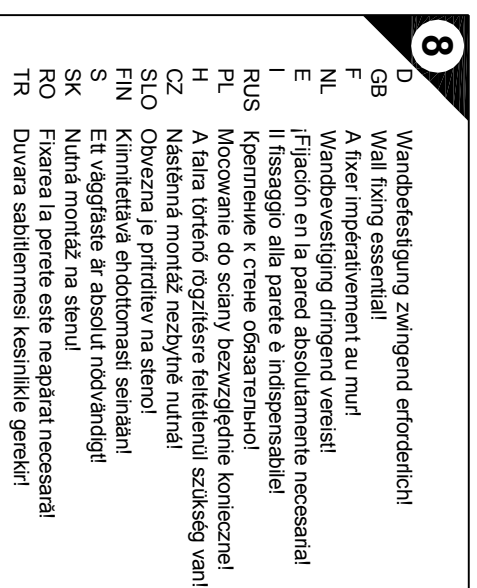 8
D Wandbefestigung zwingend erforderlich!
GB Wall fixing essential!
F A fixer impérativement au mur!
NL Wandbevestiging dringend vereist!
E ¡Fijación en la pared absolutamente necesaria!
I Il fissaggio alla parete è indispensabile!
RUS Крепление к стене обязательно!
PL Mocowanie do sciany bezwzględnie konieczne!
H A falra történő rögzítésre feltétlenül szükség van!
CZ Nástěnná montáž nezbytně nutná!
SLO Obvezna je pritrditev na steno!
FIN Kiinnitettävä ehdottomasti seinään!
S Ett väggfäste är absolut nödvändigt!
SK Nutná montáž na stenu!
RO Fixarea la perete este neapărat necesară!
TR Duvara sabitlenmesi kesinlikle gerekir!